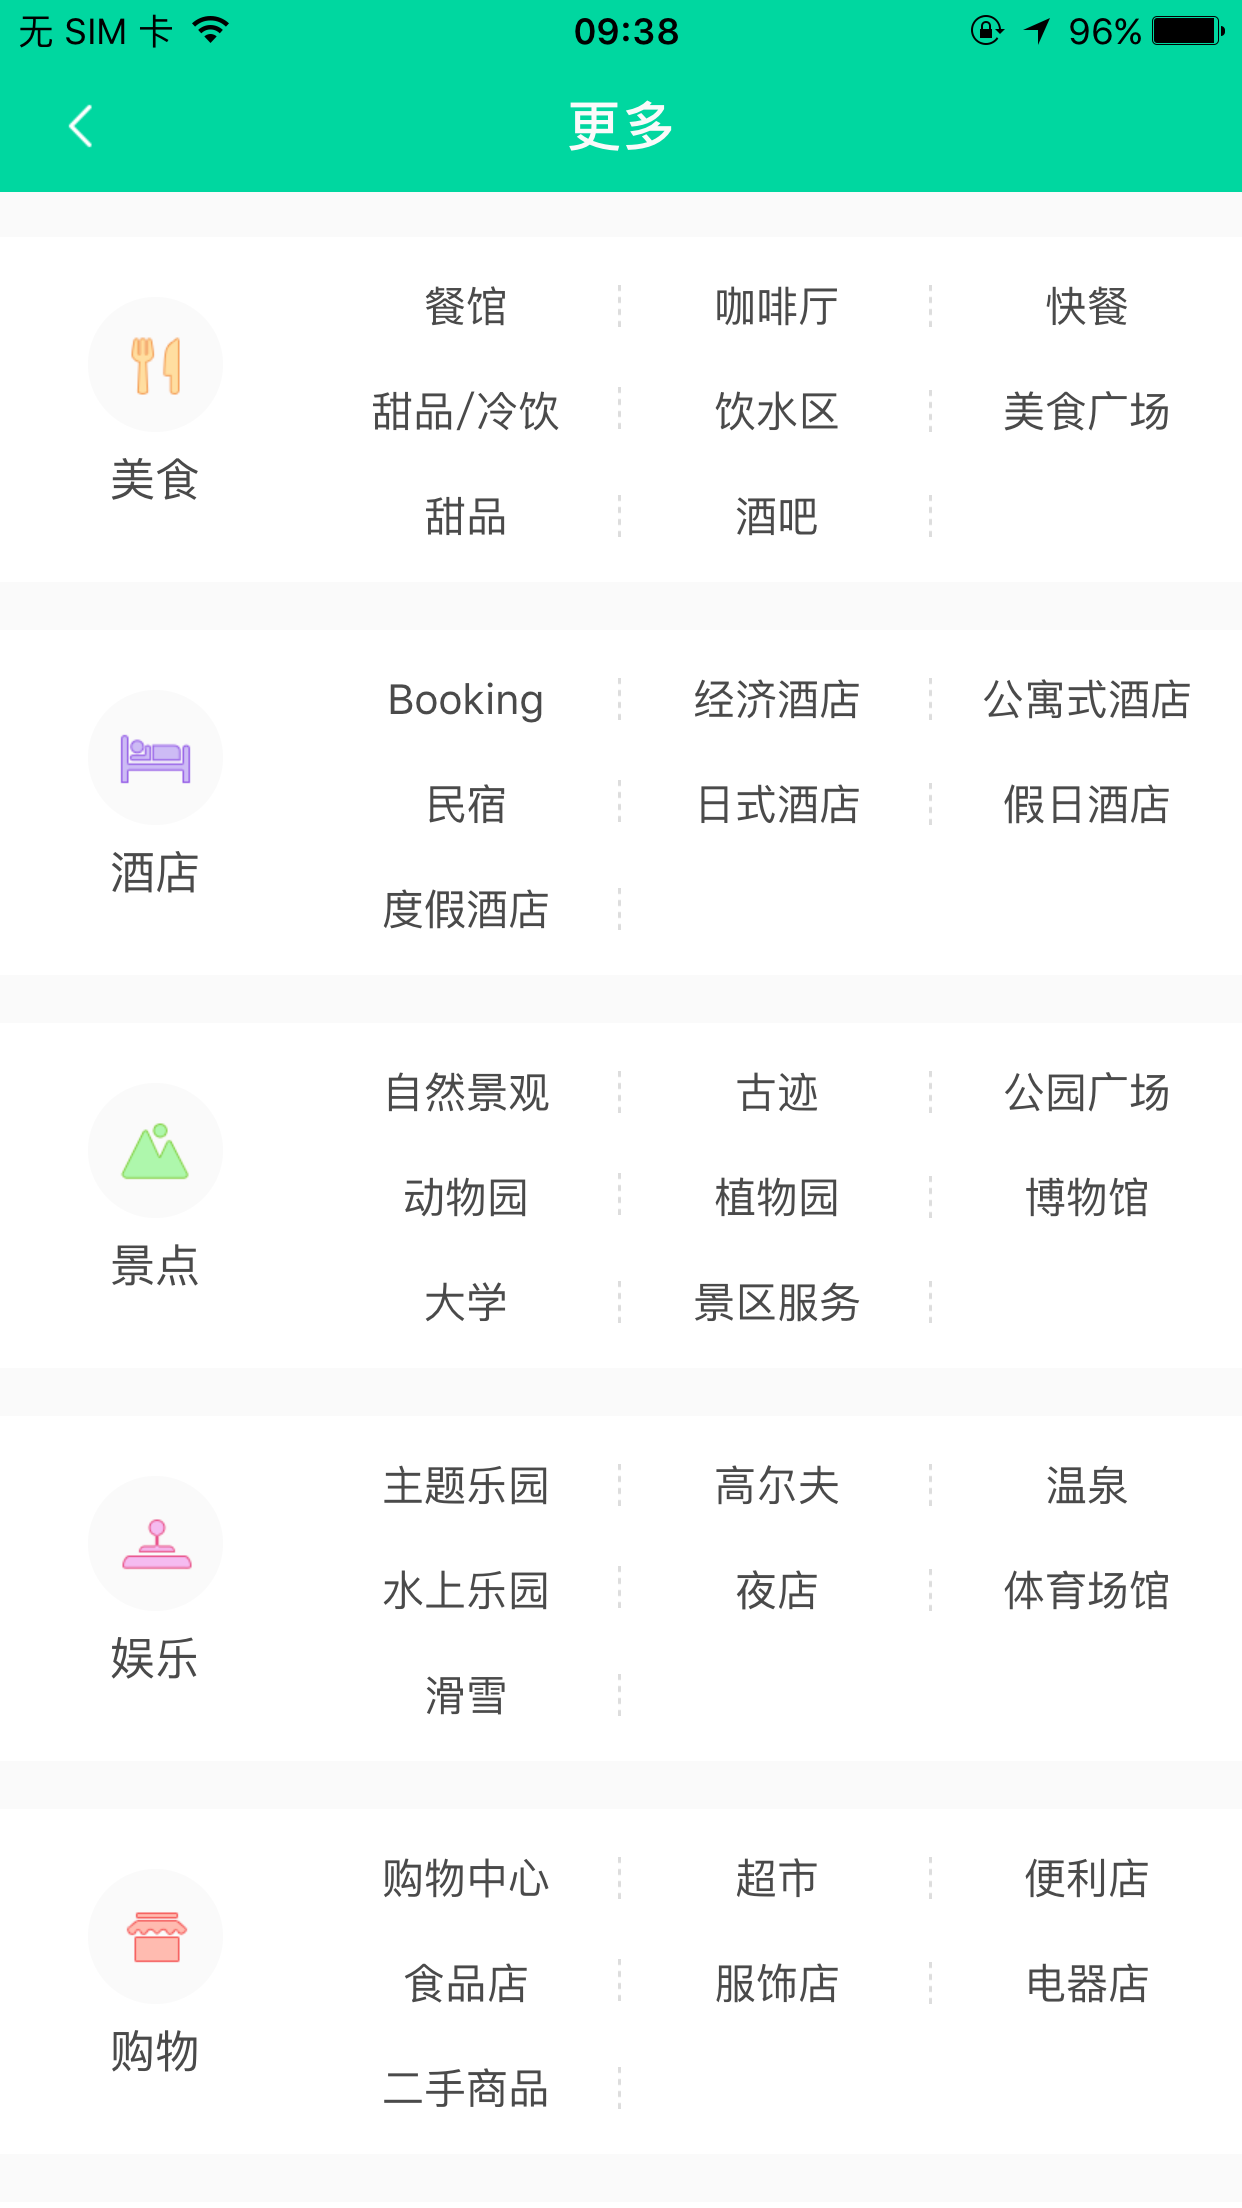 无 SIM 卡 09:38 96%
更多
餐馆 咖啡厅 快餐
甜品/冷饮 饮水区 美食广场
美食
甜品 酒吧
Booking 经济酒店 公寓式酒店
民宿 日式酒店 假日酒店
酒店
度假酒店
自然景观 古迹 公园广场
动物园 植物园 博物馆
景点
大学 景区服务
主题乐园 高尔夫 温泉
水上乐园 夜店 体育场馆
娱乐
滑雪
购物中心 超市 便利店
食品店 服饰店 电器店
购物
二手商品